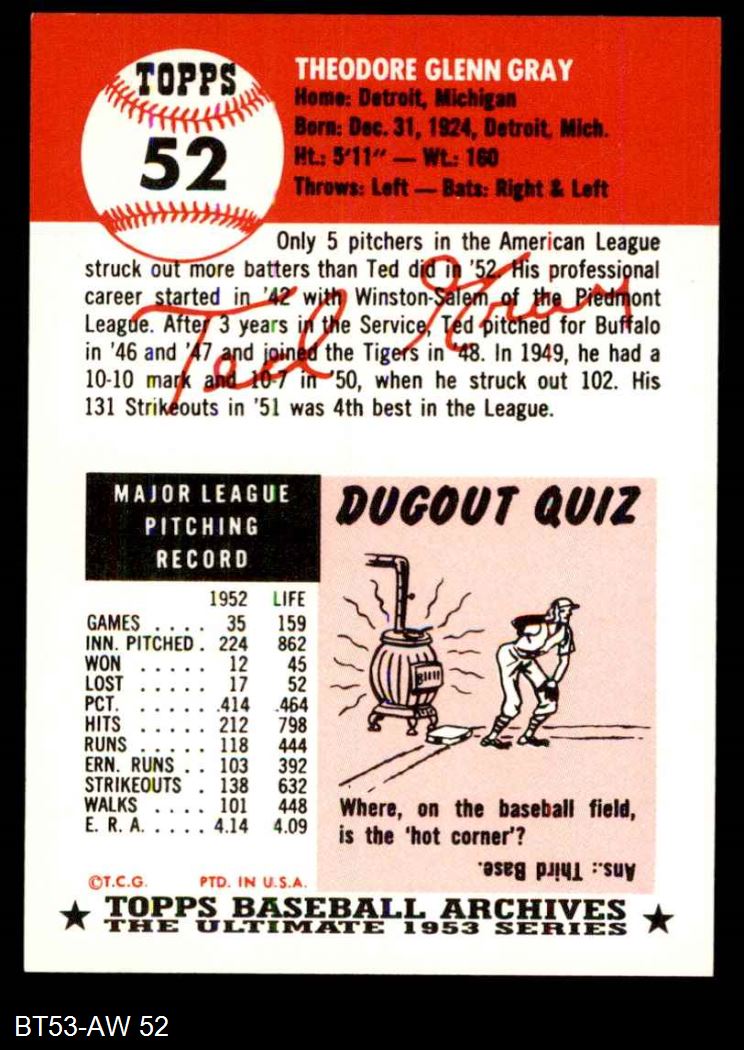 TOPPS
52
THEODORE GLENN GRAY
Home: Detroit, Michigan
Born: Dec. 31, 1924, Detroit, Mich.
Ht.: 5'11" — Wt.: 160
Throws: Left — Bats: Right & Left
Only 5 pitchers in the American League
struck out more batters than Ted did in '52. His professional
career started in '42 with Winston-Salem of the Piedmont
League. After 3 years in the Service, Ted pitched for Buffalo
in '46 and '47 and joined the Tigers in '48. In 1949, he had a
10-10 mark and 10-7 in '50, when he struck out 102. His
131 Strikeouts in '51 was 4th best in the League.
Ted Gray
MAJOR LEAGUE
PITCHING
RECORD
1952 LIFE
GAMES . . . . 35 159
INN. PITCHED . 224 862
WON . . . . . 12 45
LOST . . . . . 17 52
PCT. . . . . . .414 .464
HITS . . . . . 212 798
RUNS . . . . . 118 444
ERN. RUNS . . 103 392
STRIKEOUTS . 138 632
WALKS . . . . 101 448
E. R. A. . . . . . 4.14 4.09
©T.C.G. PTD. IN U.S.A.
DUGOUT QUIZ
Where, on the baseball field,
is the 'hot corner'?
Ans.: Third Base.
★ TOPPS BASEBALL ARCHIVES ★
THE ULTIMATE 1953 SERIES
BT53-AW 52